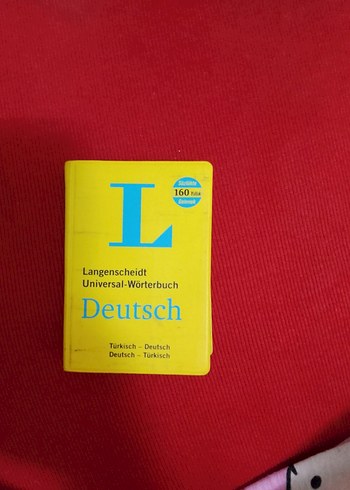 L
160 Bin
Langenscheidt
Universal-Wörterbuch
Deutsch
Türkisch – Deutsch
Deutsch – Türkisch